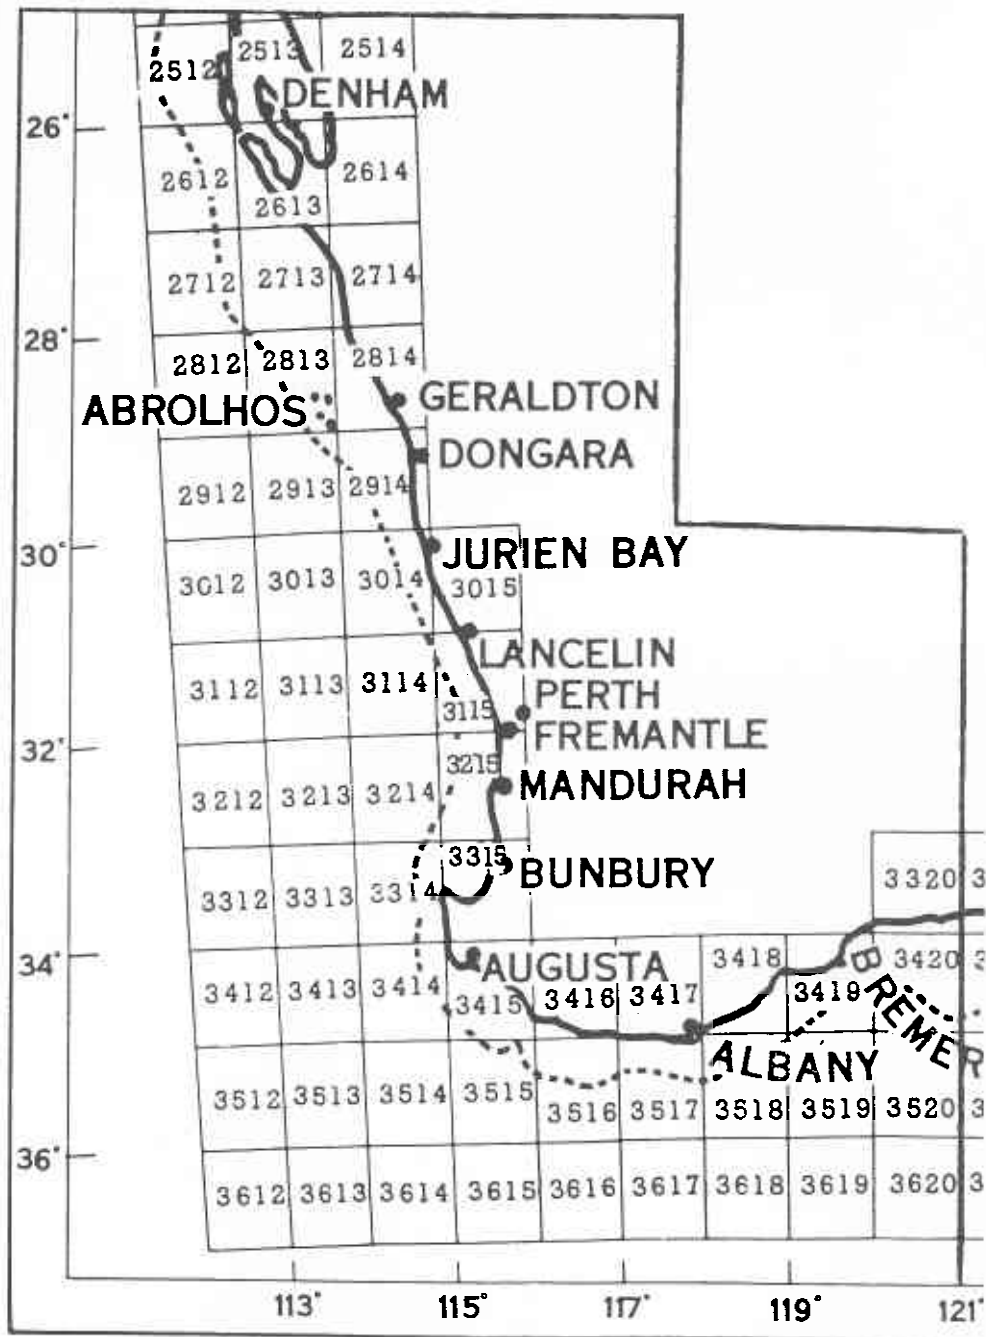 2513 2514
2512
DENHAM
26°
2612 2614
2613
2712 2713 2714
28°
2812 2813 2814
ABROLHOS GERALDTON
DONGARA
2912 2913 2914
30° JURIEN BAY
3012 3013 3014 3015
LANCELIN
3112 3113 3114 PERTH
3115
FREMANTLE
32°
3215
3212 3213 3214 MANDURAH
3315
BUNBURY
3312 3313 3314 3320 3
34° AUGUSTA 3418 3420 3
3412 3413 3414 3415 3416 3417 3419 BREMER
ALBANY
3512 3513 3514 3515 3516 3517 3518 3519 3520 3
36°
3612 3613 3614 3615 3616 3617 3618 3619 3620 3
113° 115° 117° 119° 121°